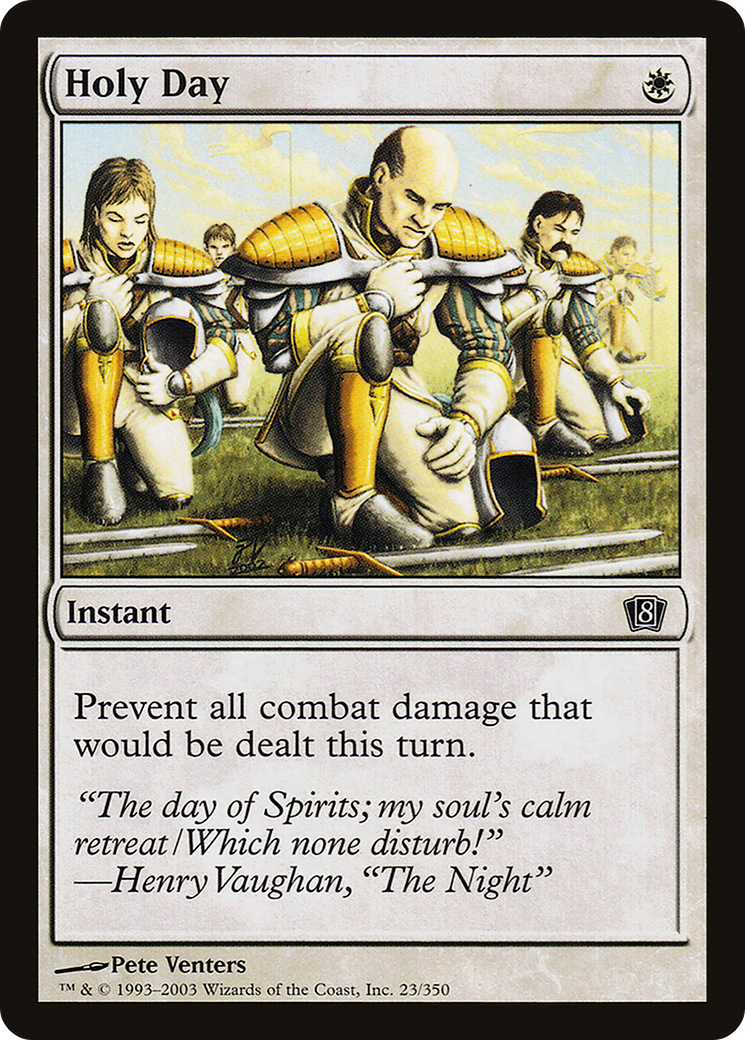 Holy Day
Instant
8
Prevent all combat damage that
would be dealt this turn.
“The day of Spirits; my soul’s calm
retreat/Which none disturb!”
—Henry Vaughan, “The Night”
Pete Venters
™ & © 1993–2003 Wizards of the Coast, Inc. 23/350